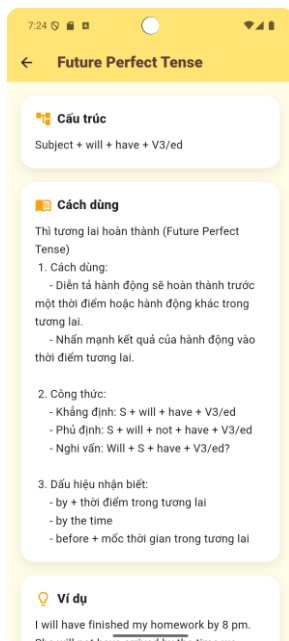 7:24
Future Perfect Tense
Cấu trúc
Subject + will + have + V3/ed
Cách dùng
Thì tương lai hoàn thành (Future Perfect
Tense)
1. Cách dùng:
- Diễn tả hành động sẽ hoàn thành trước
một thời điểm hoặc hành động khác trong
tương lai.
- Nhấn mạnh kết quả của hành động vào
thời điểm tương lai.
2. Công thức:
- Khẳng định: S + will + have + V3/ed
- Phủ định: S + will + not + have + V3/ed
- Nghi vấn: Will + S + have + V3/ed?
3. Dấu hiệu nhận biết:
- by + thời điểm trong tương lai
- by the time
- before + mốc thời gian trong tương lai
Ví dụ
I will have finished my homework by 8 pm.